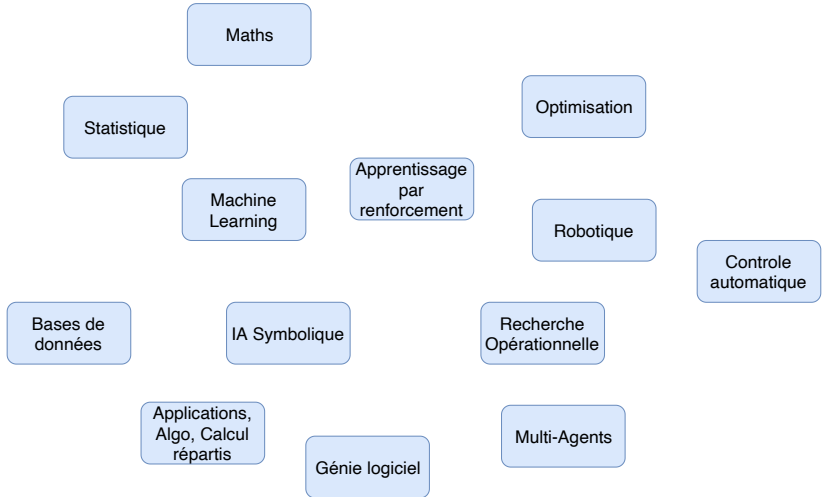 Maths
Optimisation
Statistique
Apprentissage
par
renforcement
Machine
Learning
Robotique
Controle
automatique
Bases de
données
IA Symbolique
Recherche
Opérationnelle
Applications,
Algo, Calcul
répartis
Multi-Agents
Génie logiciel